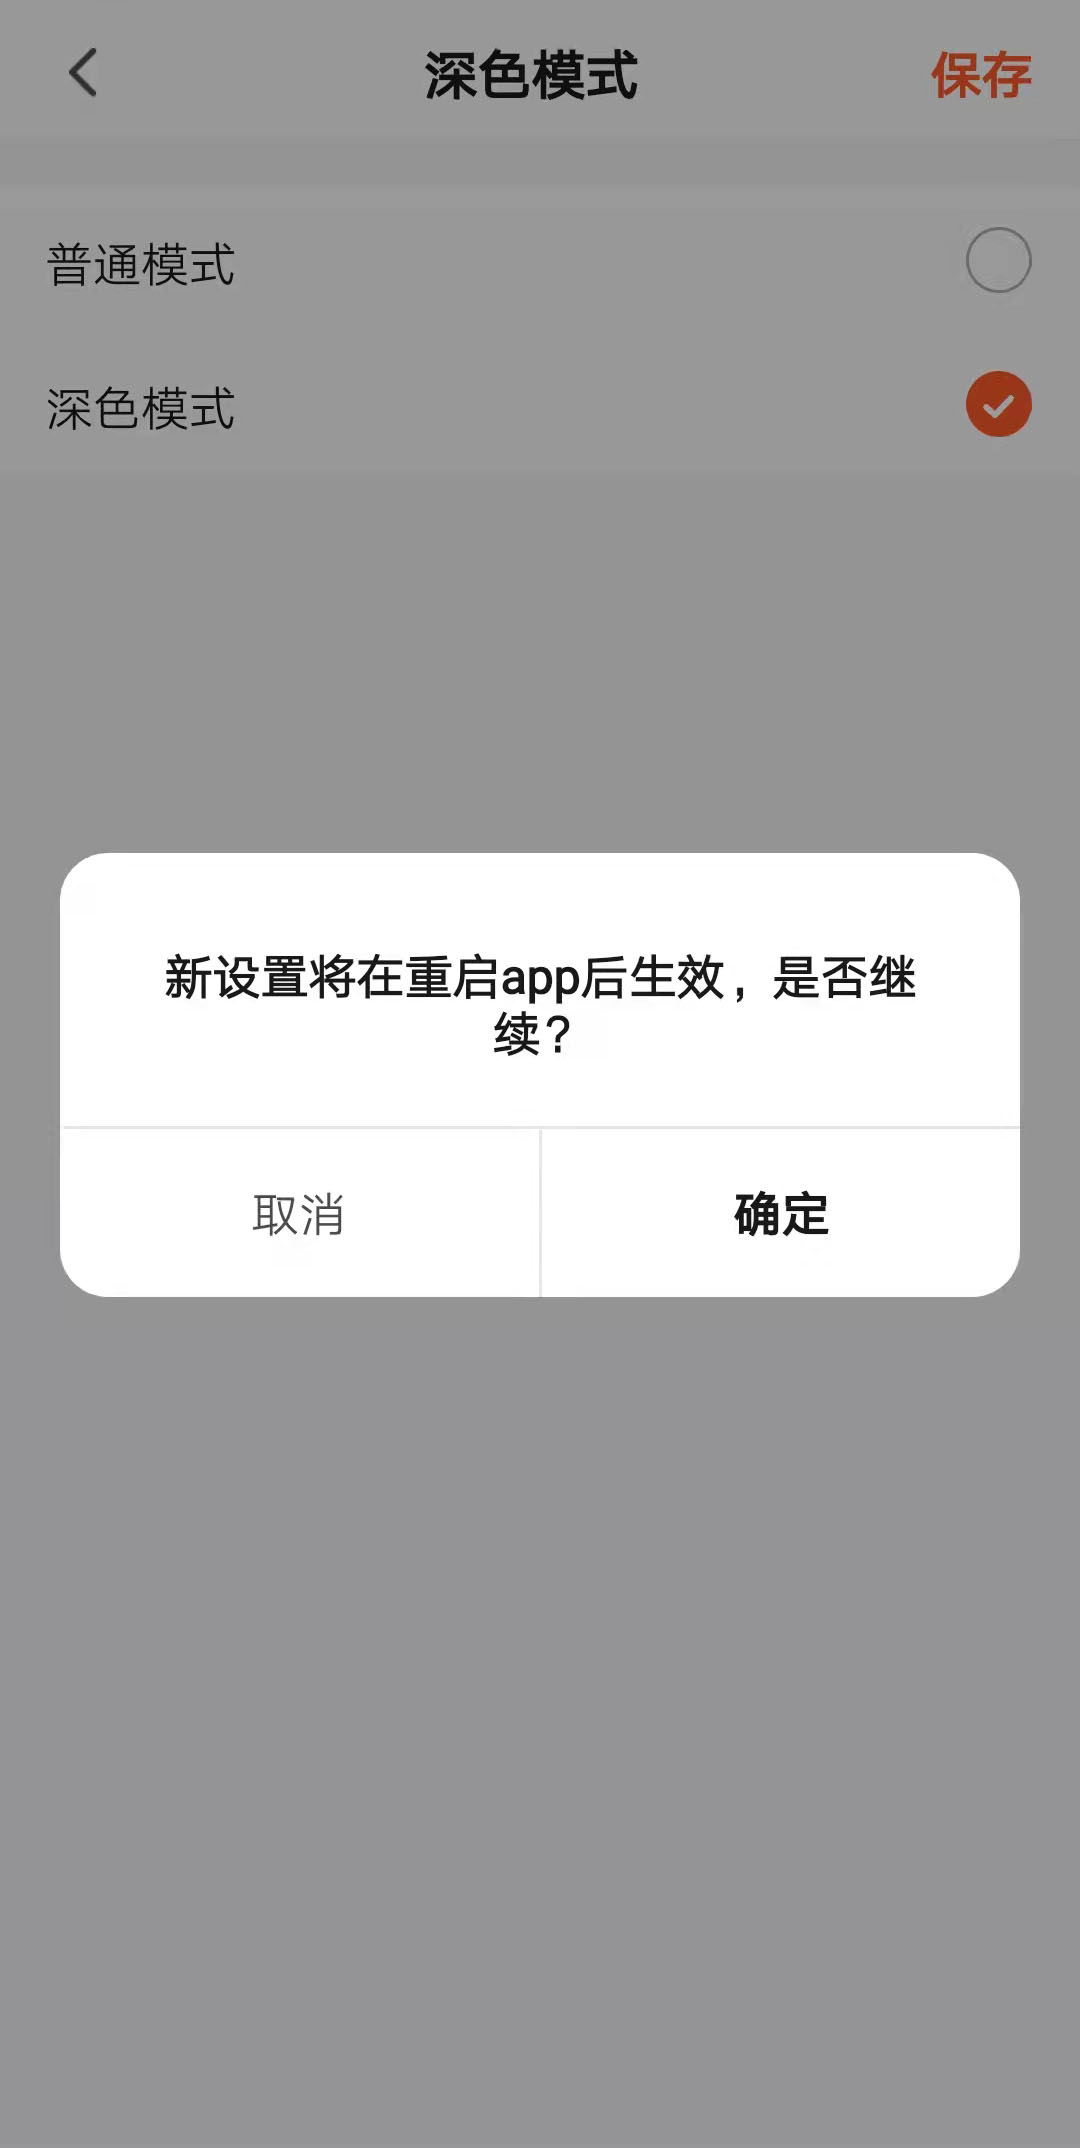 深色模式
保存
普通模式
深色模式
新设置将在重启app后生效，是否继
续？
取消
确定